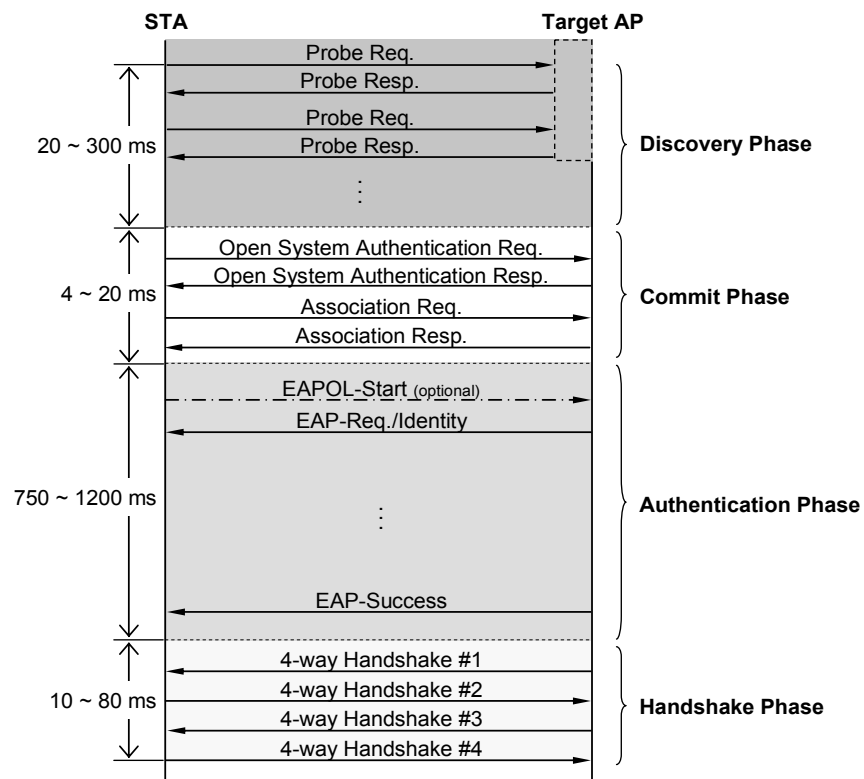 STA
Target AP
Probe Req.
Probe Resp.
Probe Req.
20 ~ 300 ms
Discovery Phase
Probe Resp.
Open System Authentication Req.
Open System Authentication Resp.
4 ~ 20 ms
Commit Phase
Association Req.
Association Resp.
EAPOL-Start (optional)
EAP-Req./Identity
750 ~ 1200 ms
Authentication Phase
EAP-Success
4-way Handshake #1
4-way Handshake #2
10 ~ 80 ms
Handshake Phase
4-way Handshake #3
4-way Handshake #4